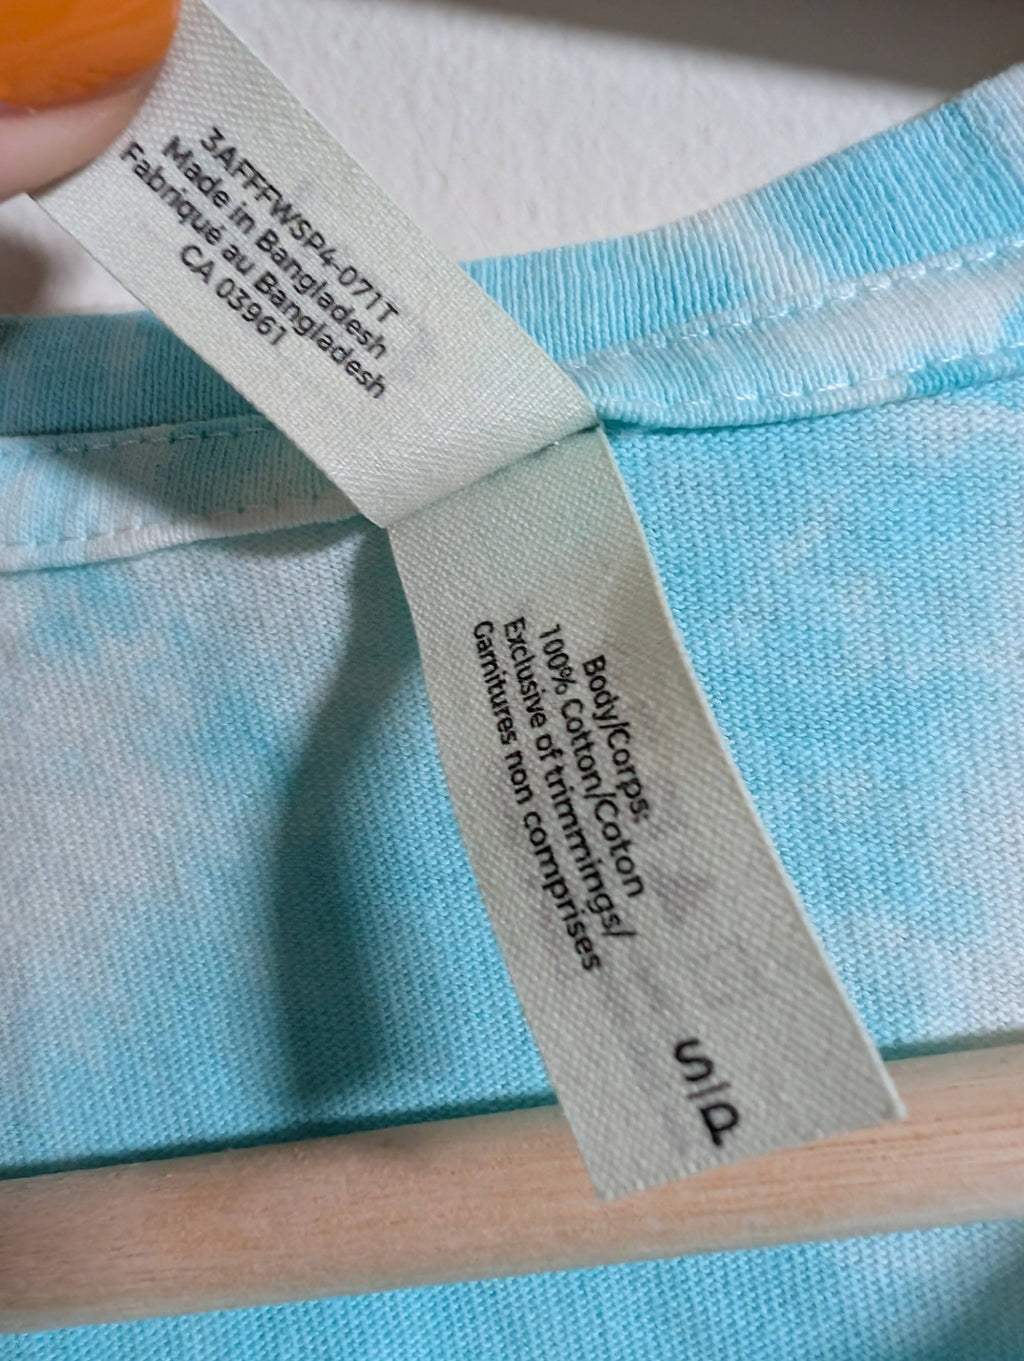 3AFFFWSP4-071T
Made in Bangladesh
Fabriqué au Bangladesh
CA 03961
Body/Corps:
100% Cotton/Coton
Exclusive of trimmings/
Garnitures non comprises
S|P